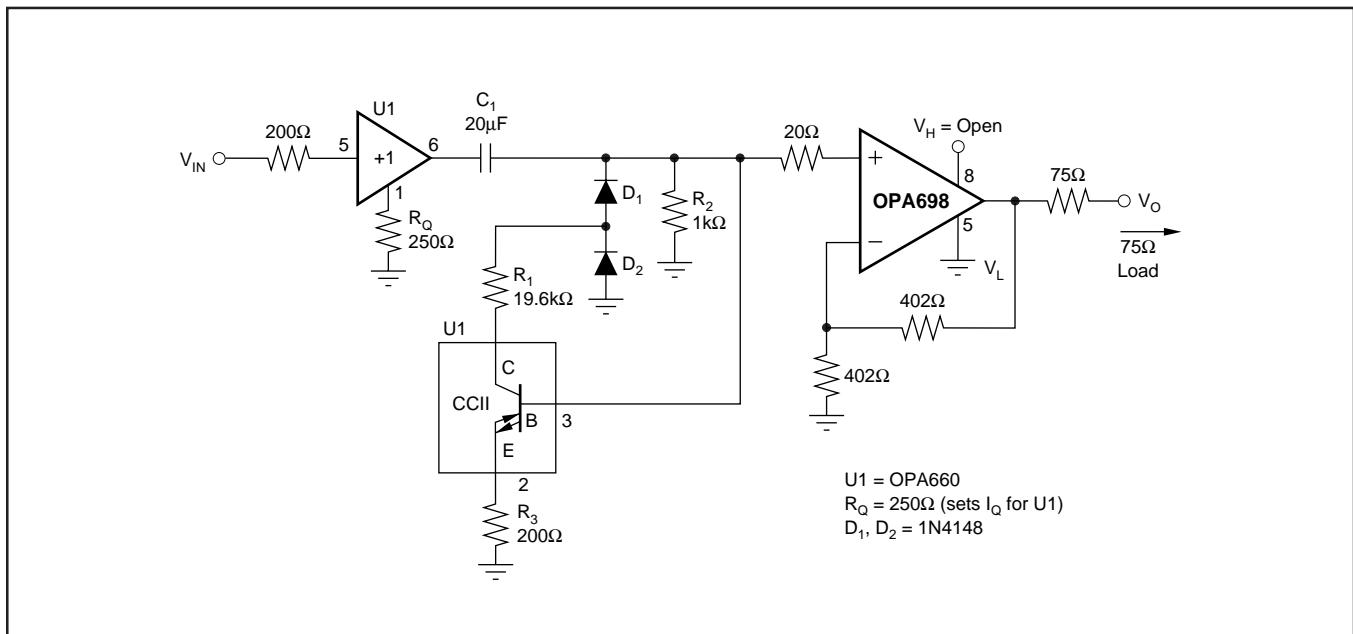 U1
C1
20µF
200Ω
VIN
5
+1
6
1
RQ
250Ω
D1
D2
R2
1kΩ
R1
19.6kΩ
U1
CCII
C
B
E
3
2
R3
200Ω
20Ω
VH = Open
8
+
OPA698
–
5
VL
75Ω
VO
75Ω
Load
402Ω
402Ω
U1 = OPA660
RQ = 250Ω (sets IQ for U1)
D1, D2 = 1N4148